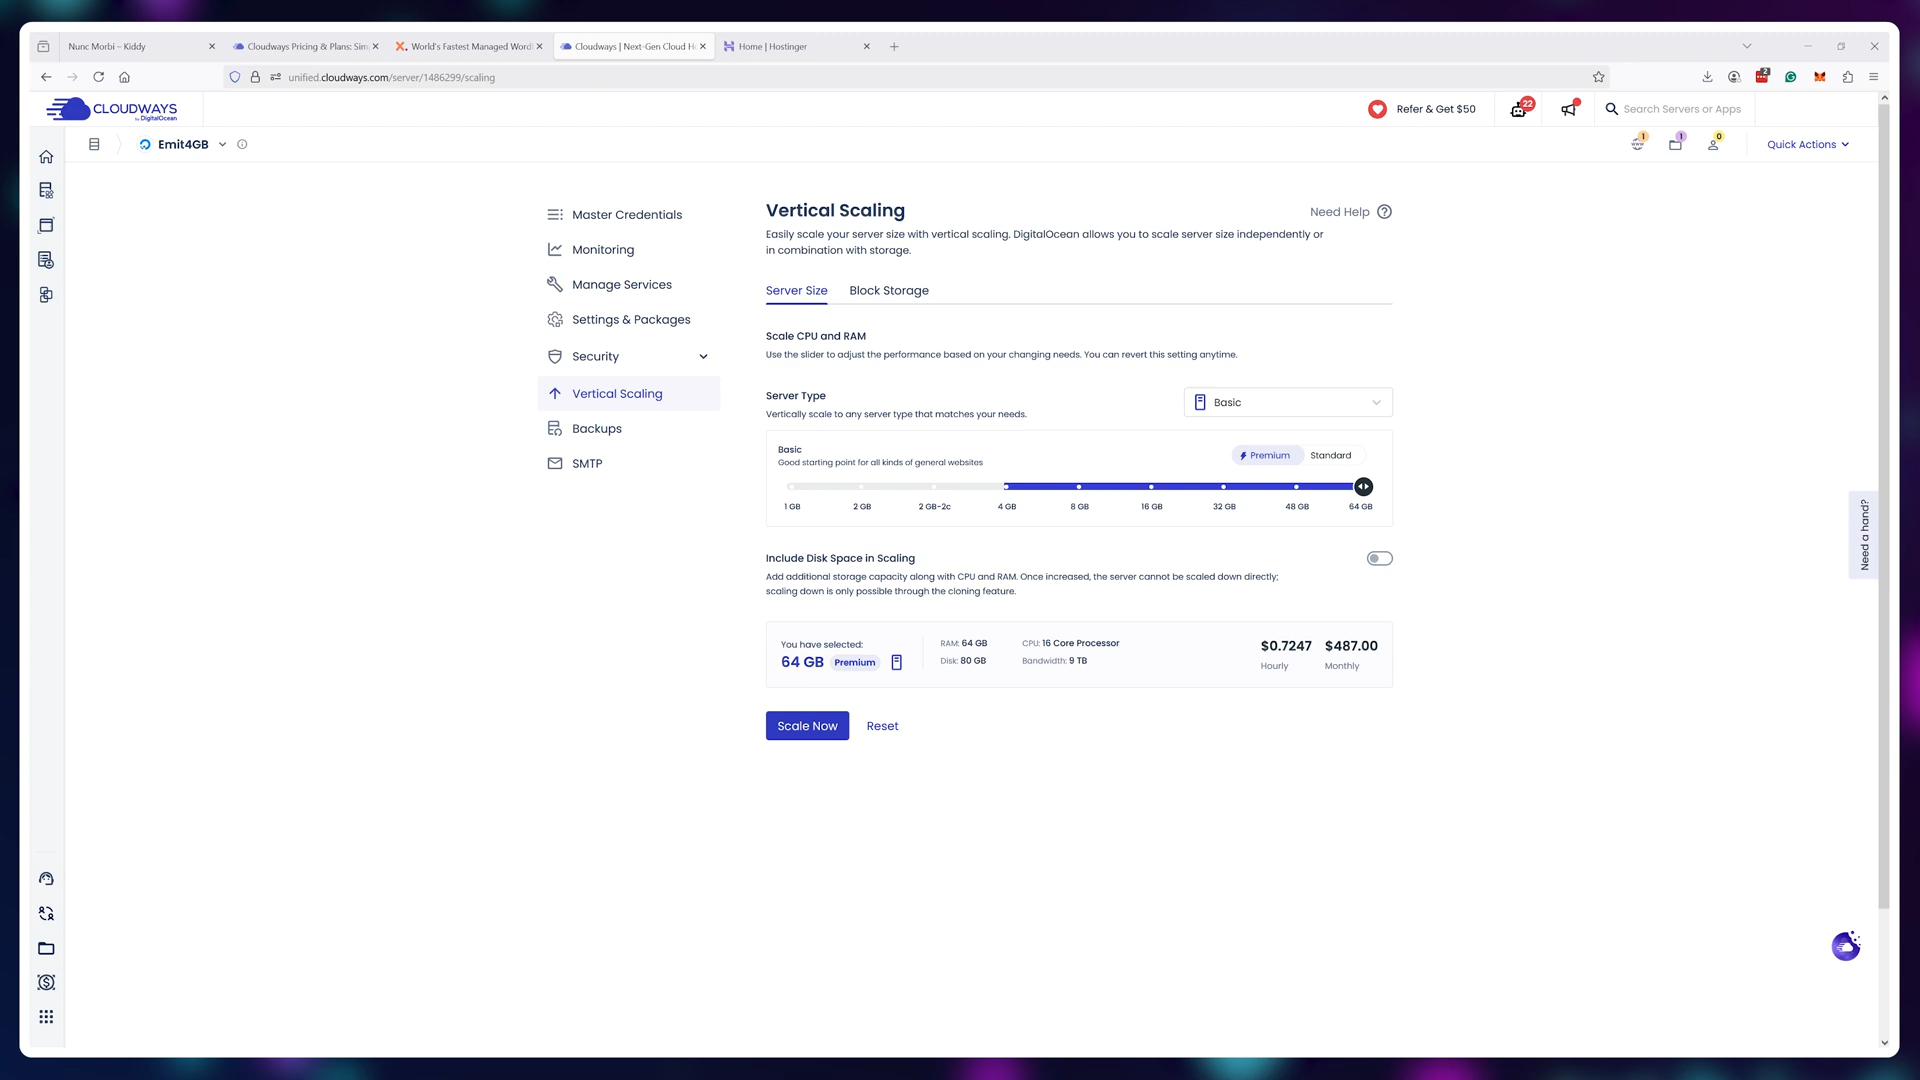 Nunc Morbi – Kiddy
Cloudways Pricing & Plans: Sim
World's Fastest Managed Word
Cloudways | Next-Gen Cloud H
Home | Hostinger
unified.cloudways.com/server/1486299/scaling
2
CLOUDWAYS
by DigitalOcean
Refer & Get $50
22
Search Servers or Apps
Emit4GB
www
1
1
0
Quick Actions
Master Credentials
Monitoring
Manage Services
Settings & Packages
Security
Vertical Scaling
Backups
SMTP
Vertical Scaling
Need Help
Easily scale your server size with vertical scaling. DigitalOcean allows you to scale server size independently or
in combination with storage.
Server Size
Block Storage
Scale CPU and RAM
Use the slider to adjust the performance based on your changing needs. You can revert this setting anytime.
Server Type
Vertically scale to any server type that matches your needs.
Basic
Basic
Good starting point for all kinds of general websites
Premium
Standard
1 GB
2 GB
2 GB-2c
4 GB
8 GB
16 GB
32 GB
48 GB
64 GB
Include Disk Space in Scaling
Add additional storage capacity along with CPU and RAM. Once increased, the server cannot be scaled down directly;
scaling down is only possible through the cloning feature.
You have selected:
64 GB Premium
RAM: 64 GB
Disk: 80 GB
CPU: 16 Core Processor
Bandwidth: 9 TB
$0.7247
Hourly
$487.00
Monthly
Scale Now
Reset
Need a hand?